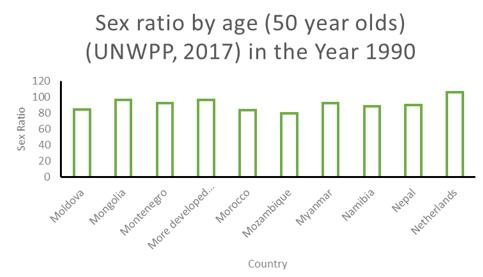 Sex ratio by age (50 year olds)
(UNWPP, 2017) in the Year 1990
120
100
80
60
40
20
0
Sex Ratio
Moldova
Mongolia
Montenegro
More developed...
Morocco
Mozambique
Myanmar
Namibia
Nepal
Netherlands
Country